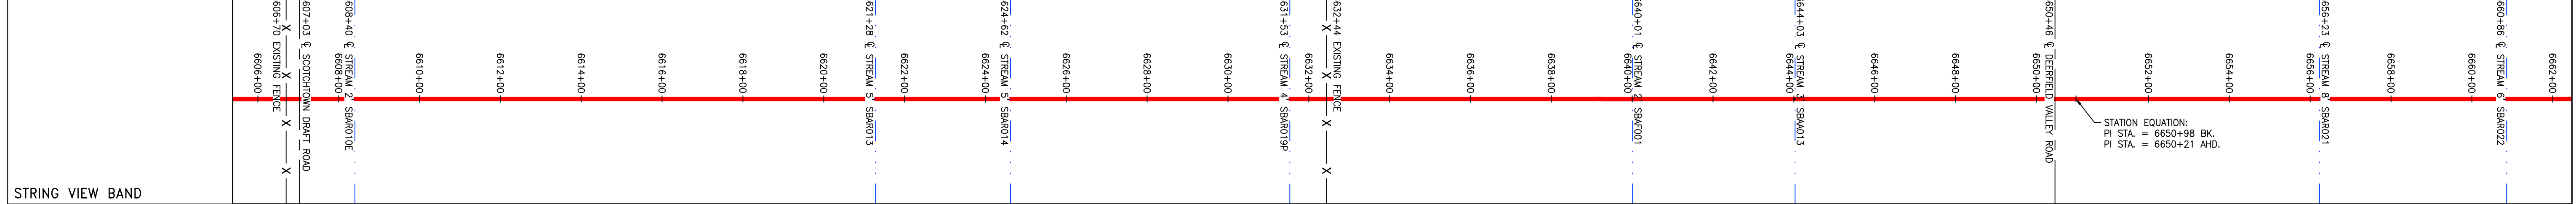 606+70 EXISTING FENCE
607+03 ℄ SCOTCHTOWN DRAFT ROAD
608+40 ℄ STREAM 2' SBAR010E
621+28 ℄ STREAM 5' SBAR013
624+62 ℄ STREAM 5' SBAR014
631+53 ℄ STREAM 4' SBAR019P
632+44 EXISTING FENCE
6640+01 ℄ STREAM 2' SBAF001
6644+03 ℄ STREAM 3' SBAA013
650+46 ℄ DEERFIELD VALLEY ROAD
656+23 ℄ STREAM 8' SBAR021
660+86 ℄ STREAM 6' SBAR022
6606+00
6608+00
6610+00
6612+00
6614+00
6616+00
6618+00
6620+00
6622+00
6624+00
6626+00
6628+00
6630+00
6632+00
6634+00
6636+00
6638+00
6640+00
6642+00
6644+00
6646+00
6648+00
6650+00
6652+00
6654+00
6656+00
6658+00
6660+00
6662+00
STATION EQUATION:
PI STA. = 6650+98 BK.
PI STA. = 6650+21 AHD.
STRING VIEW BAND